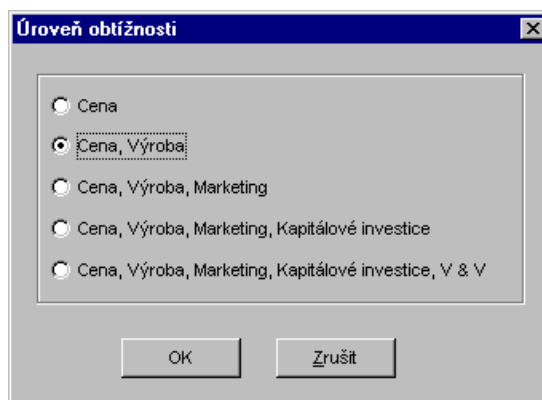 Úroveň obtížnosti
Cena
Cena, Výroba
Cena, Výroba, Marketing
Cena, Výroba, Marketing, Kapitálové investice
Cena, Výroba, Marketing, Kapitálové investice, V & V
OK
Zrušit